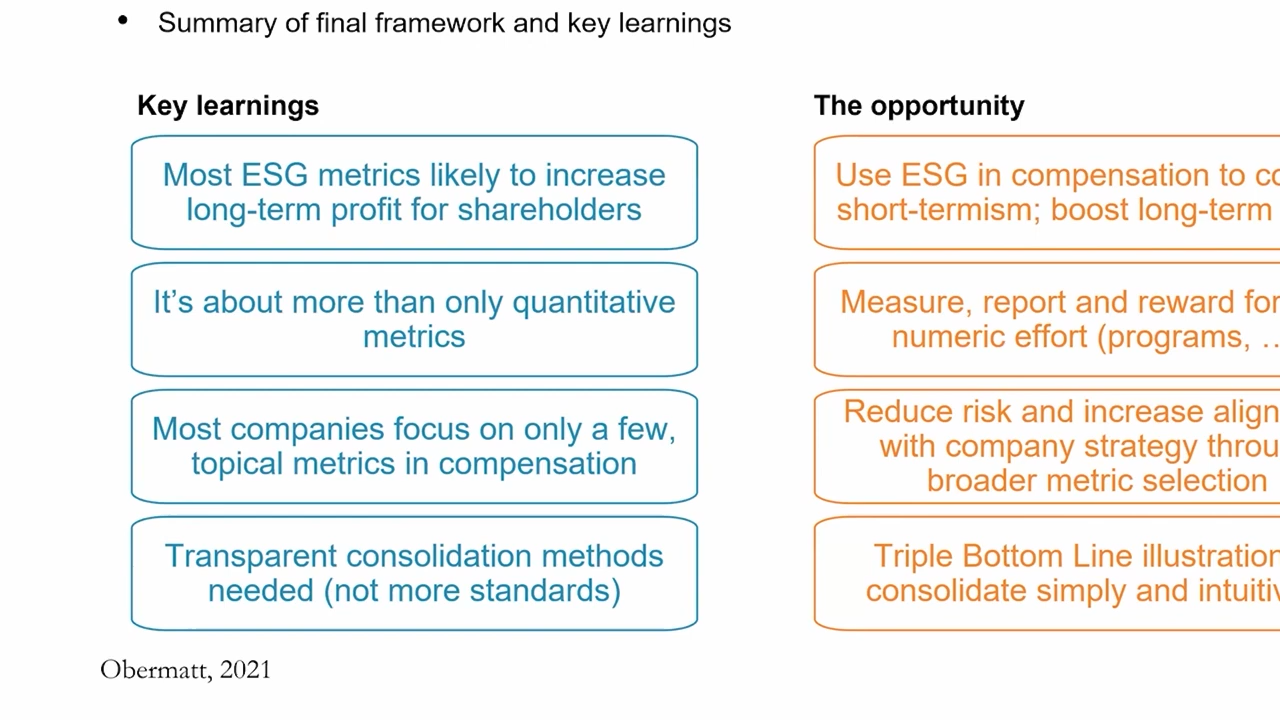 • Summary of final framework and key learnings
Key learnings
Most ESG metrics likely to increase
long-term profit for shareholders
It’s about more than only quantitative
metrics
Most companies focus on only a few,
topical metrics in compensation
Transparent consolidation methods
needed (not more standards)
The opportunity
Use ESG in compensation to
short-termism; boost long-term
Measure, report and reward for
numeric effort (programs, …
Reduce risk and increase
with company strategy
broader metric selection
Triple Bottom Line
consolidate simply and
Obermatt, 2021